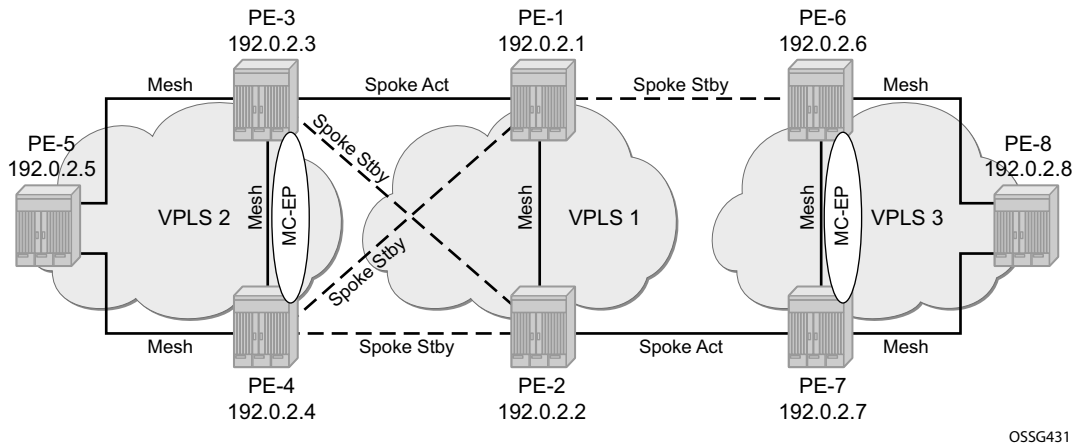 PE-3
192.0.2.3
PE-1
192.0.2.1
PE-6
192.0.2.6
Mesh
Spoke Act
Spoke Stby
Mesh
PE-5
192.0.2.5
PE-8
192.0.2.8
Spoke Stby
VPLS 2
Mesh
MC-EP
VPLS 1
Mesh
Mesh
MC-EP
VPLS 3
Spoke Stby
Mesh
Spoke Stby
Spoke Act
Mesh
PE-4
192.0.2.4
PE-2
192.0.2.2
PE-7
192.0.2.7
OSSG431